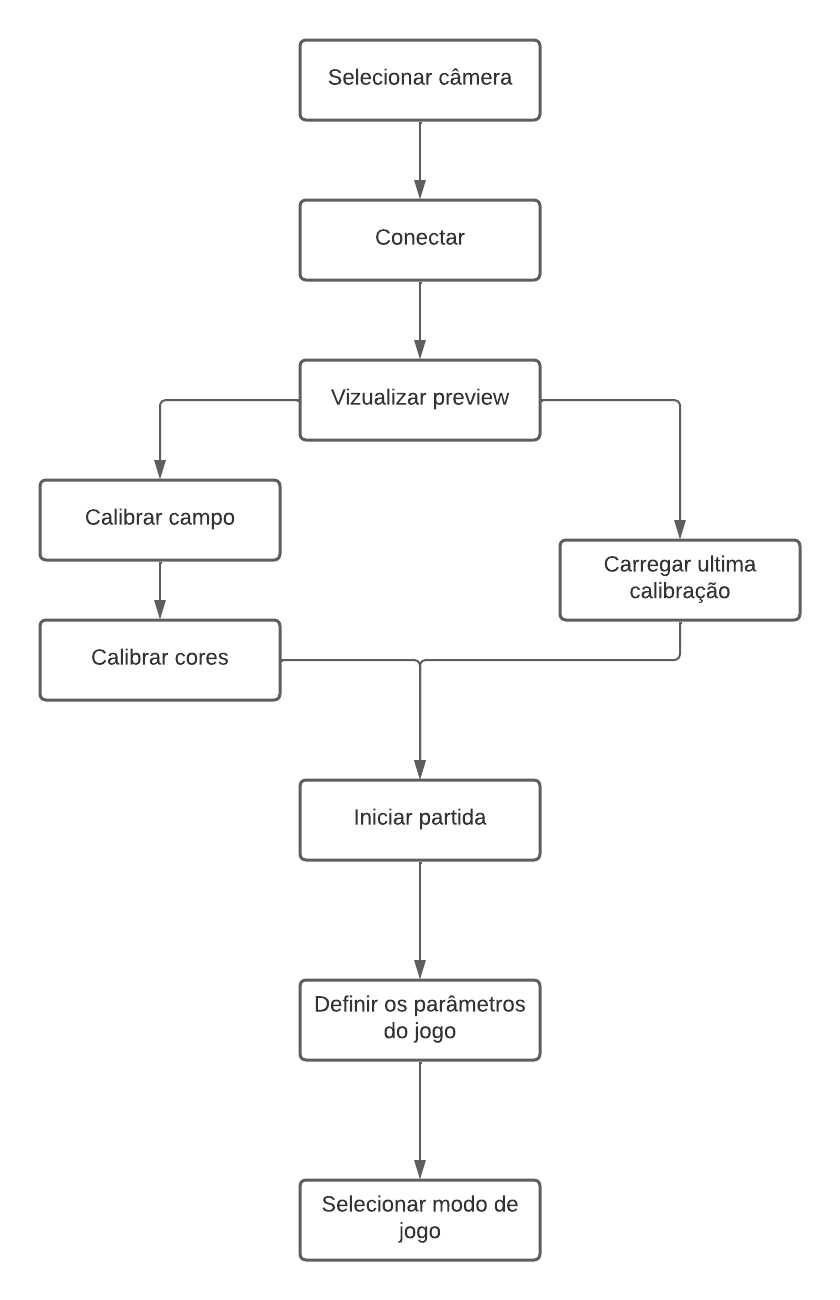 Selecionar câmera
Conectar
Vizualizar preview
Calibrar campo
Carregar ultima
calibração
Calibrar cores
Iniciar partida
Definir os parâmetros
do jogo
Selecionar modo de
jogo